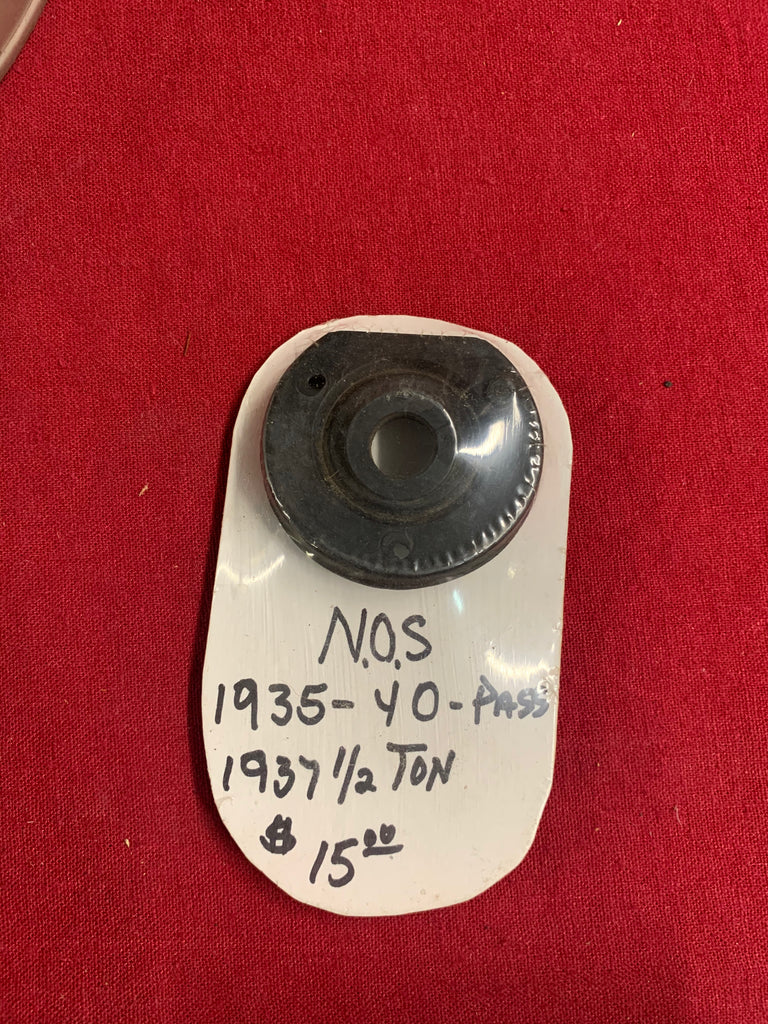 N.O.S
1935-40-PASS
1937 1/2 TON
$ 15.00